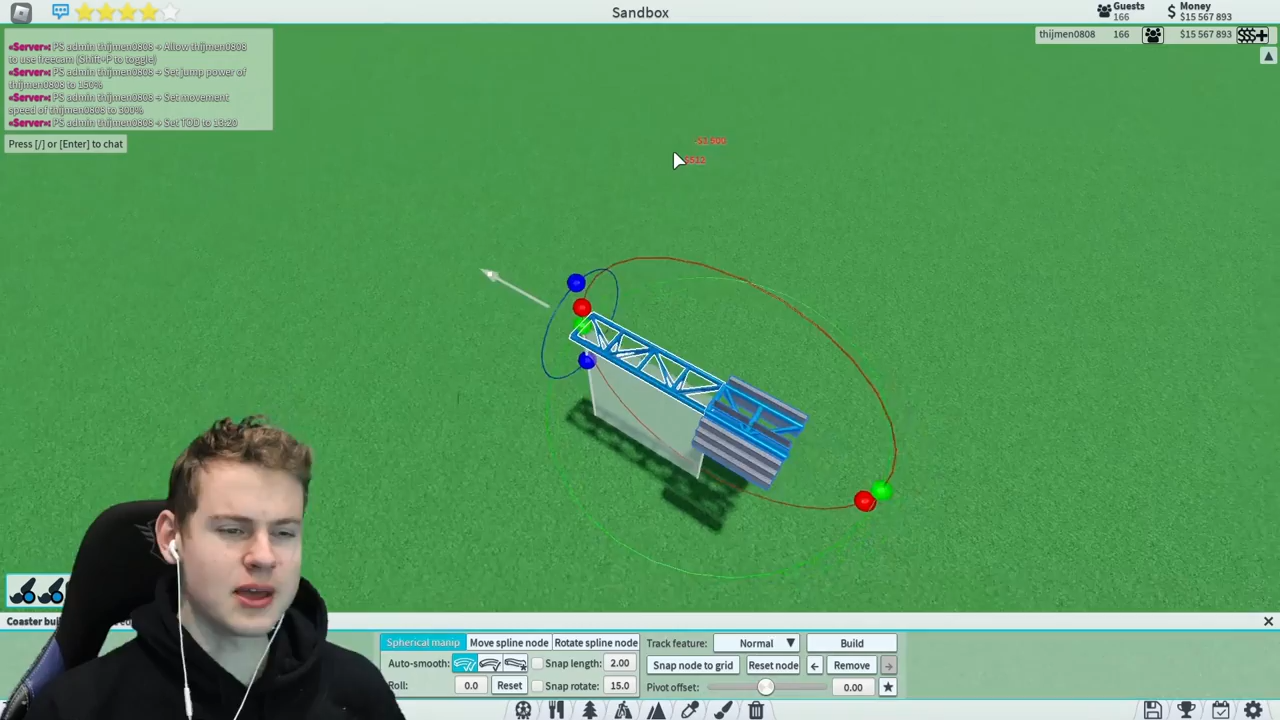 Sandbox
Guests
166
Money
$15 567 893
thijmen0808 166 $15 567 893
«Server»: PS admin thijmen0808 -> Allow thijmen0808
to use freecam (Shift+P to toggle)
«Server»: PS admin thijmen0808 -> Set jump power of
thijmen0808 to 150%
«Server»: PS admin thijmen0808 -> Set movement
speed of thijmen0808 to 300%
«Server»: PS admin thijmen0808 -> Set TOD to 13:20
Press [/] or [Enter] to chat
Coaster
Spherical manip Move spline node Rotate spline node Track feature: Normal Build
Auto-smooth: Snap length: 2.00 Snap node to grid Reset node Remove
Roll: 0.0 Reset Snap rotate: 15.0 Pivot offset: 0.00